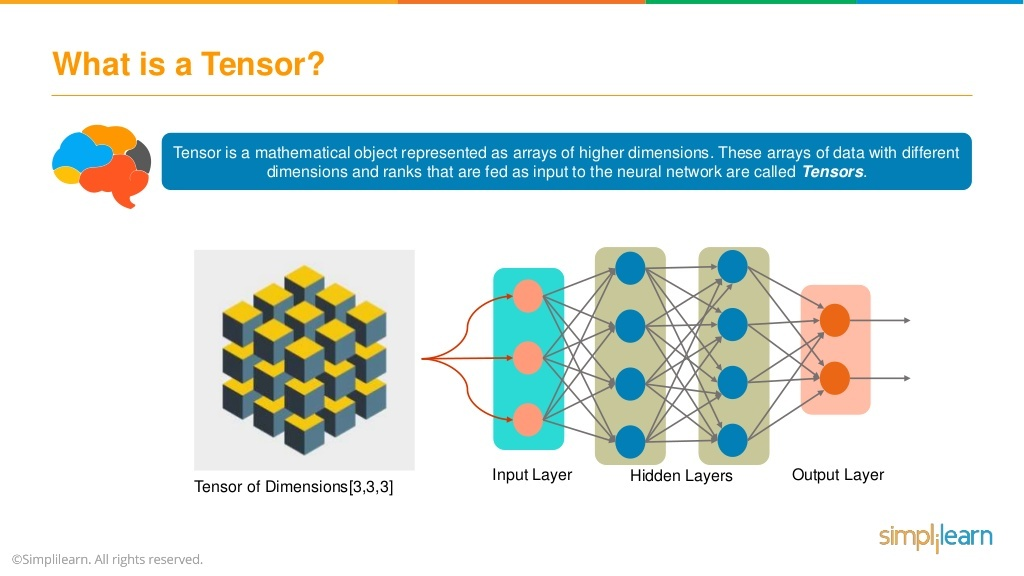 What is a Tensor?
Tensor is a mathematical object represented as arrays of higher dimensions. These arrays of data with different
dimensions and ranks that are fed as input to the neural network are called Tensors.
Tensor of Dimensions[3,3,3]
Input Layer
Hidden Layers
Output Layer
simplilearn
©Simplilearn. All rights reserved.